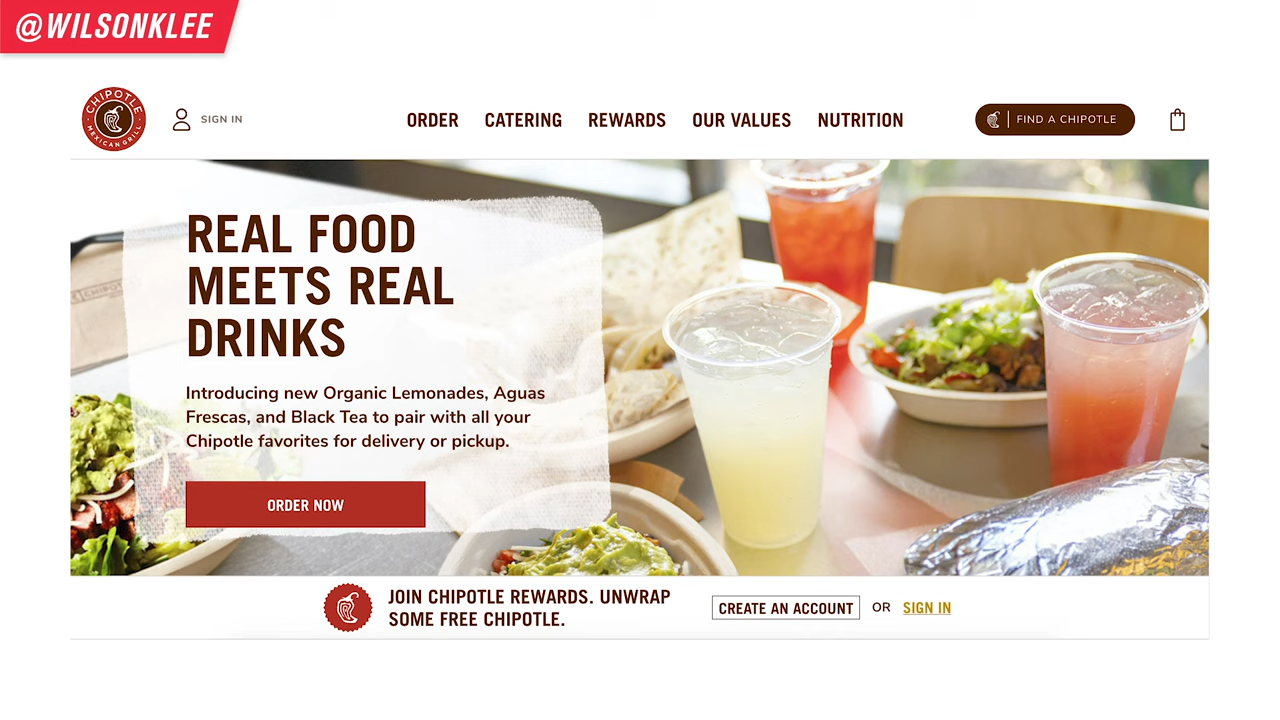 @WILSONKLEE
CHIPOTLE
MEXICAN GRILL
SIGN IN
ORDER
CATERING
REWARDS
OUR VALUES
NUTRITION
FIND A CHIPOTLE
REAL FOOD
MEETS REAL
DRINKS
Introducing new Organic Lemonades, Aguas
Frescas, and Black Tea to pair with all your
Chipotle favorites for delivery or pickup.
ORDER NOW
JOIN CHIPOTLE REWARDS. UNWRAP
SOME FREE CHIPOTLE.
CREATE AN ACCOUNT
OR
SIGN IN